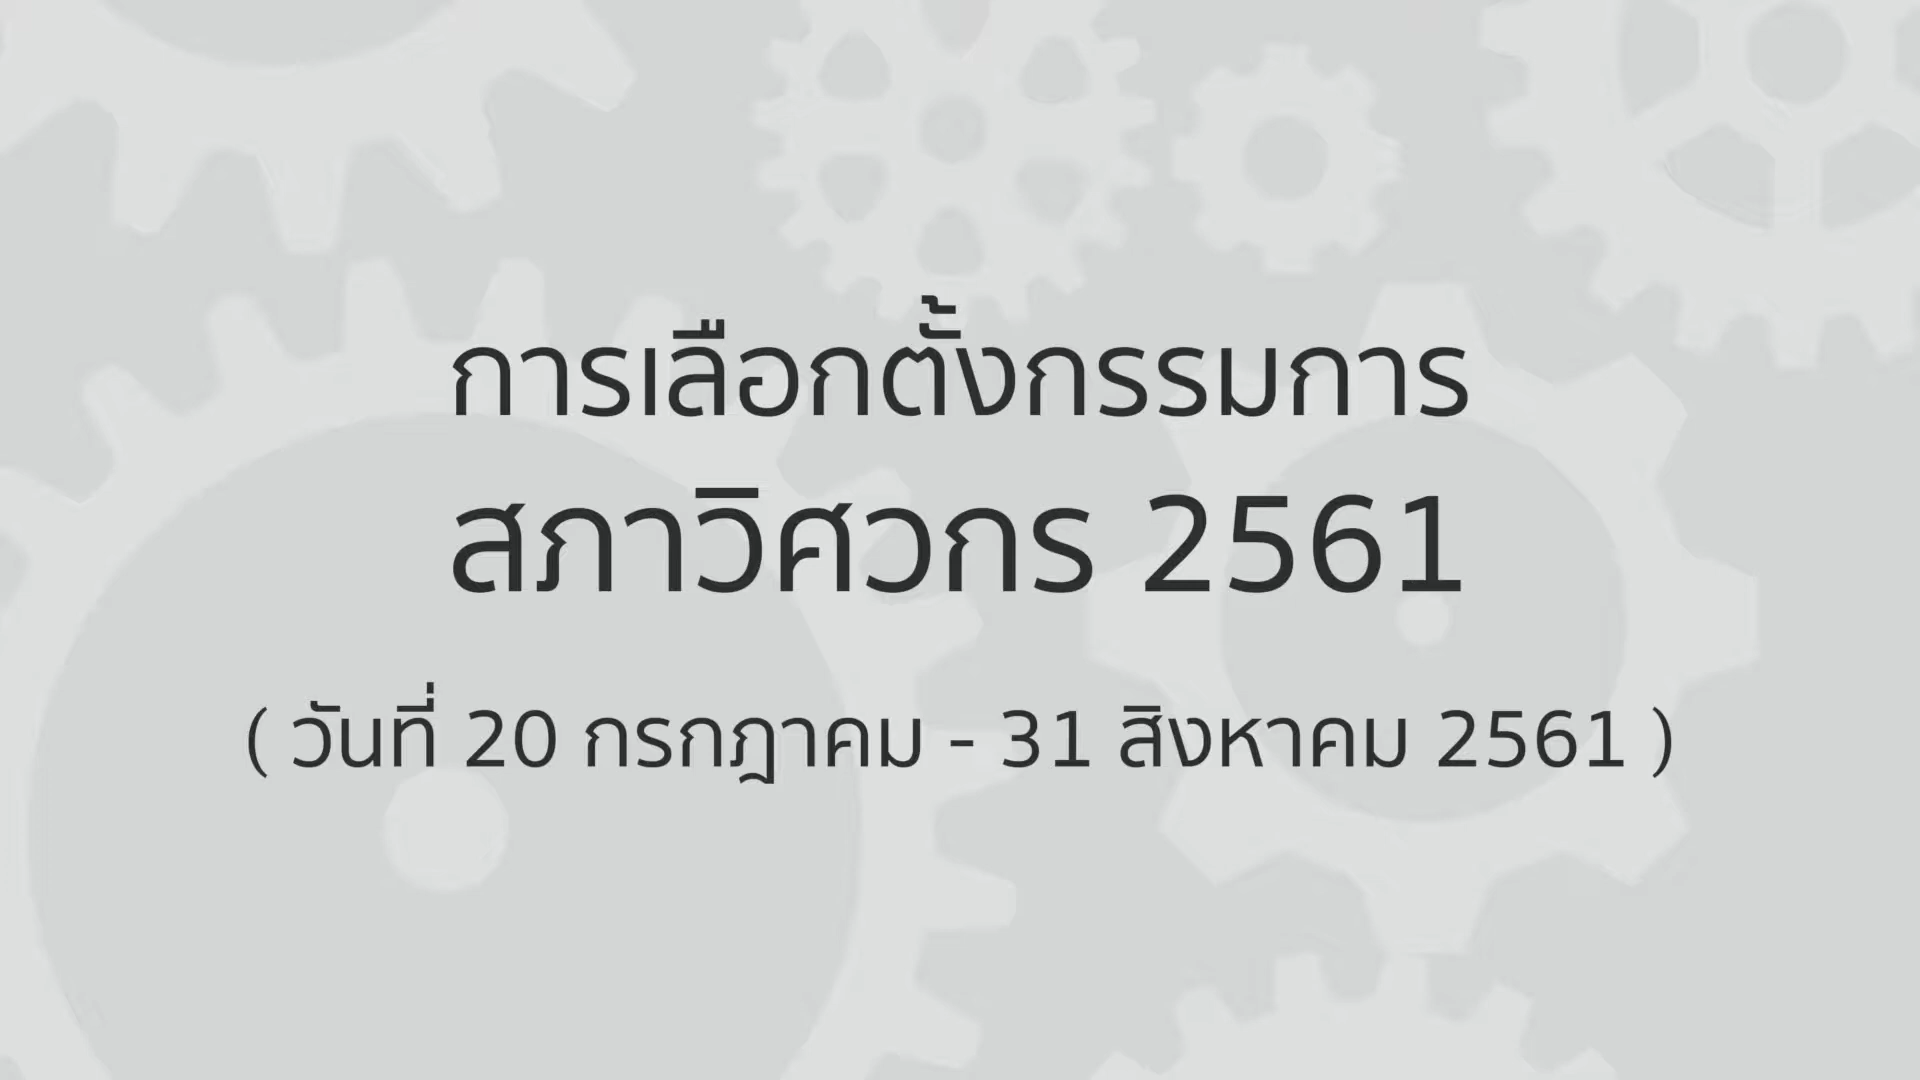 การเลือกตั้งกรรมการ
สภาวิศวกร 2561
( วันที่ 20 กรกฎาคม - 31 สิงหาคม 2561 )